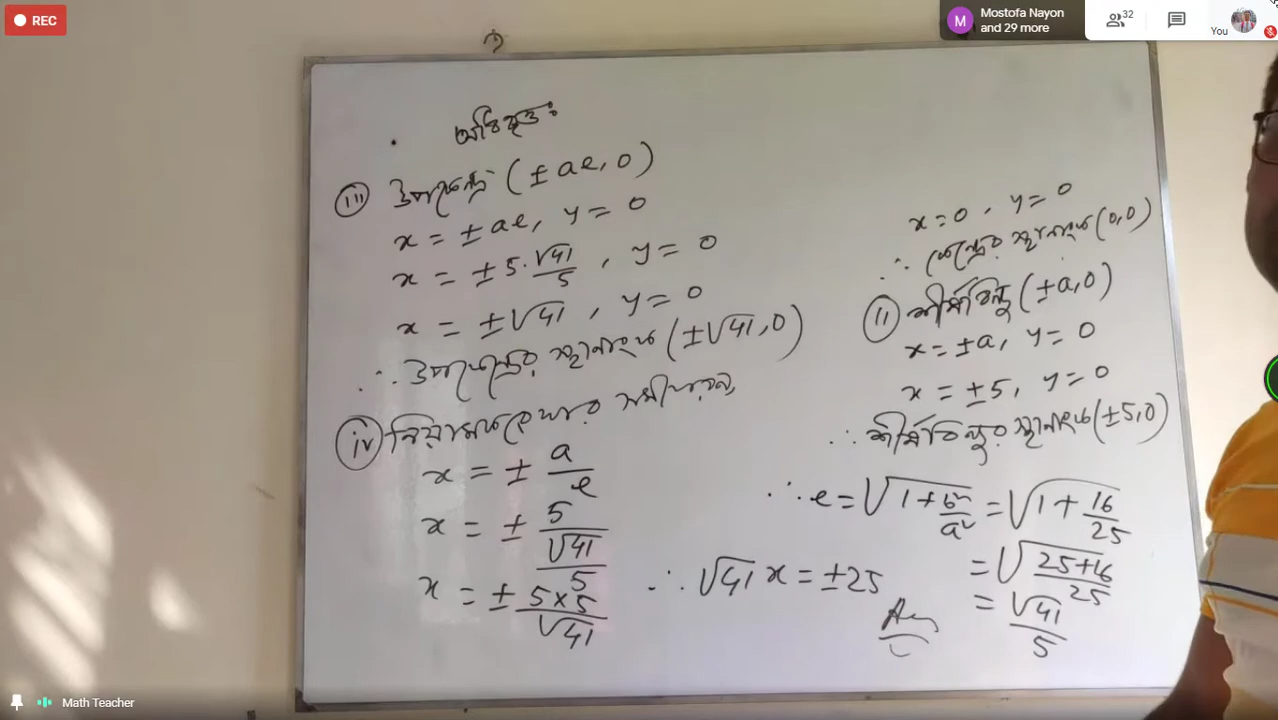 REC
Mostofa Nayon
and 29 more
32
You
অধিবৃত্তঃ
(iii) উপকেন্দ্র (±ae, 0)
x = ±ae, y = 0
x = ±5·√41/5, y = 0
x = ±√41, y = 0
∴ উপকেন্দ্রের স্থানাংক (±√41, 0)
(iv) নিয়ামকরেখার সমীকরণ,
x = ± a/e
x = ± 5/(√41/5)
x = ± (5×5)/√41
∴ √41 x = ±25
Ans
x = 0, y = 0
∴ কেন্দ্রের স্থানাংক (0,0)
(ii) শীর্ষবিন্দু (±a, 0)
x = ±a, y = 0
x = ±5, y = 0
∴ শীর্ষবিন্দুর স্থানাংক (±5, 0)
∴ e = √(1 + b²/a²) = √(1 + 16/25)
= √((25+16)/25)
= √41/5
Math Teacher